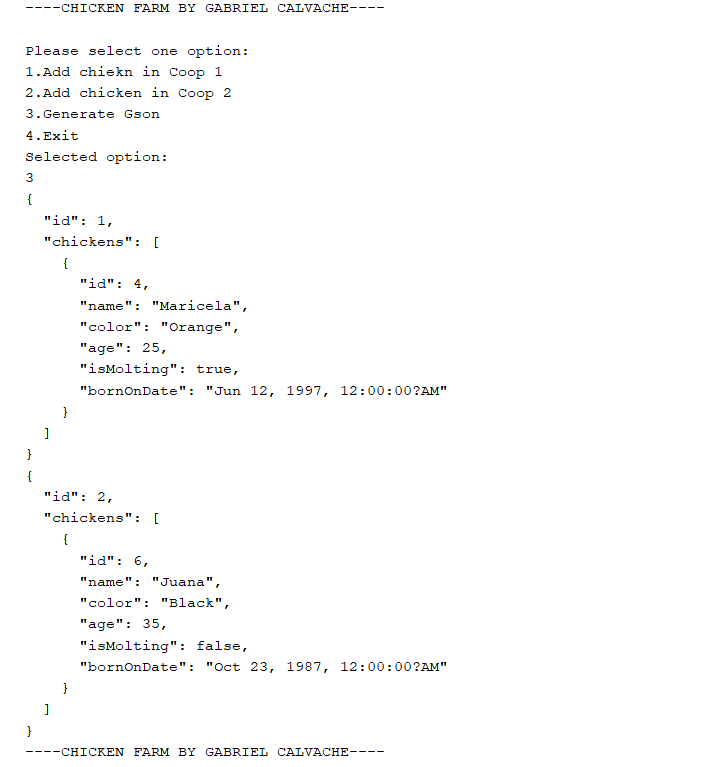 ----CHICKEN FARM BY GABRIEL CALVACHE----
Please select one option:
1.Add chiekn in Coop 1
2.Add chicken in Coop 2
3.Generate Gson
4.Exit
Selected option:
3
{
  "id": 1,
  "chickens": [
    {
      "id": 4,
      "name": "Maricela",
      "color": "Orange",
      "age": 25,
      "isMolting": true,
      "bornOnDate": "Jun 12, 1997, 12:00:00?AM"
    }
  ]
}
{
  "id": 2,
  "chickens": [
    {
      "id": 6,
      "name": "Juana",
      "color": "Black",
      "age": 35,
      "isMolting": false,
      "bornOnDate": "Oct 23, 1987, 12:00:00?AM"
    }
  ]
}
----CHICKEN FARM BY GABRIEL CALVACHE----